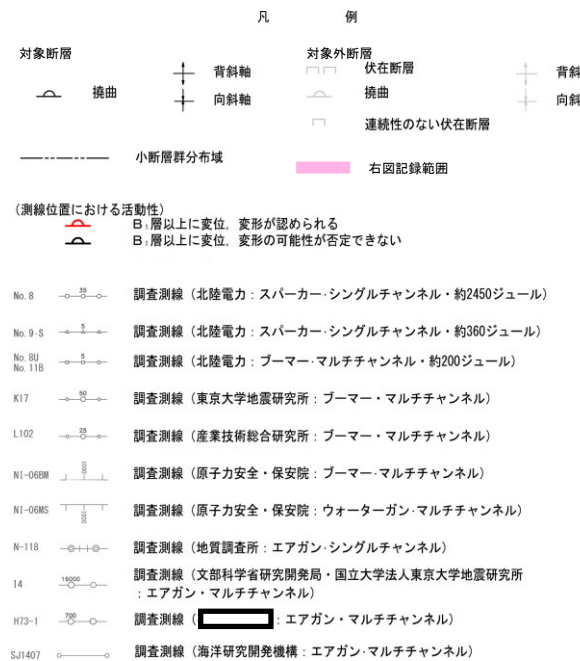 凡 例
対象断層 対象外断層
背斜軸 伏在断層 背斜
撓曲 向斜軸 撓曲 向斜
連続性のない伏在断層
小断層群分布域 右図記録範囲
(測線位置における活動性)
B₁層以上に変位，変形が認められる
B₁層以上に変位，変形の可能性が否定できない
No.8 35 調査測線（北陸電力：スパーカー・シングルチャンネル・約2450ジュール）
No.9・S 5 調査測線（北陸電力：スパーカー・シングルチャンネル・約360ジュール）
No.8U
No.11B 5 調査測線（北陸電力：ブーマー・マルチチャンネル・約200ジュール）
K17 50 調査測線（東京大学地震研究所：ブーマー・マルチチャンネル）
L102 25 調査測線（産業技術総合研究所：ブーマー・マルチチャンネル）
NI-06BM 調査測線（原子力安全・保安院：ブーマー・マルチチャンネル）
NI-06MS 調査測線（原子力安全・保安院：ウォーターガン・マルチチャンネル）
N-118 調査測線（地質調査所：エアガン・シングルチャンネル）
I4 16000 調査測線（文部科学省研究開発局・国立大学法人東京大学地震研究所
：エアガン・マルチチャンネル）
H73-1 700 調査測線（ ：エアガン・マルチチャンネル）
SJ1407 調査測線（海洋研究開発機構：エアガン・マルチチャンネル）